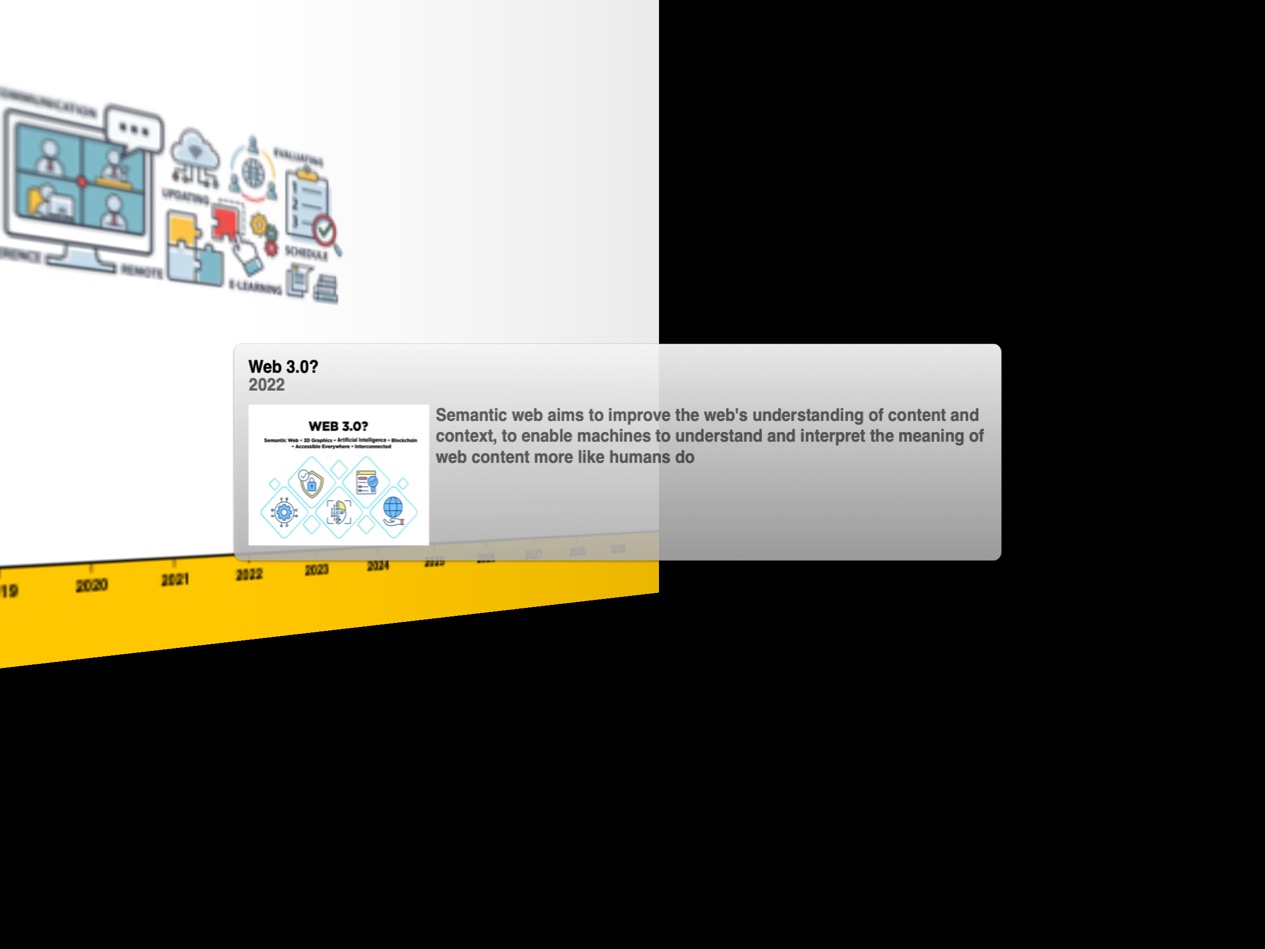 COMMUNICATION
EVALUATING
UPDATING
1
2
3
SCHEDULE
REMOTE
E-LEARNING
Web 3.0?
2022
WEB 3.0?
Semantic Web • 3D Graphics • Artificial Intelligence • Blockchain
• Accessible Everywhere • Interconnected
Semantic web aims to improve the web's understanding of content and
context, to enable machines to understand and interpret the meaning of
web content more like humans do
19 2020 2021 2022 2023 2024 2025 2026 2027 2028 2029